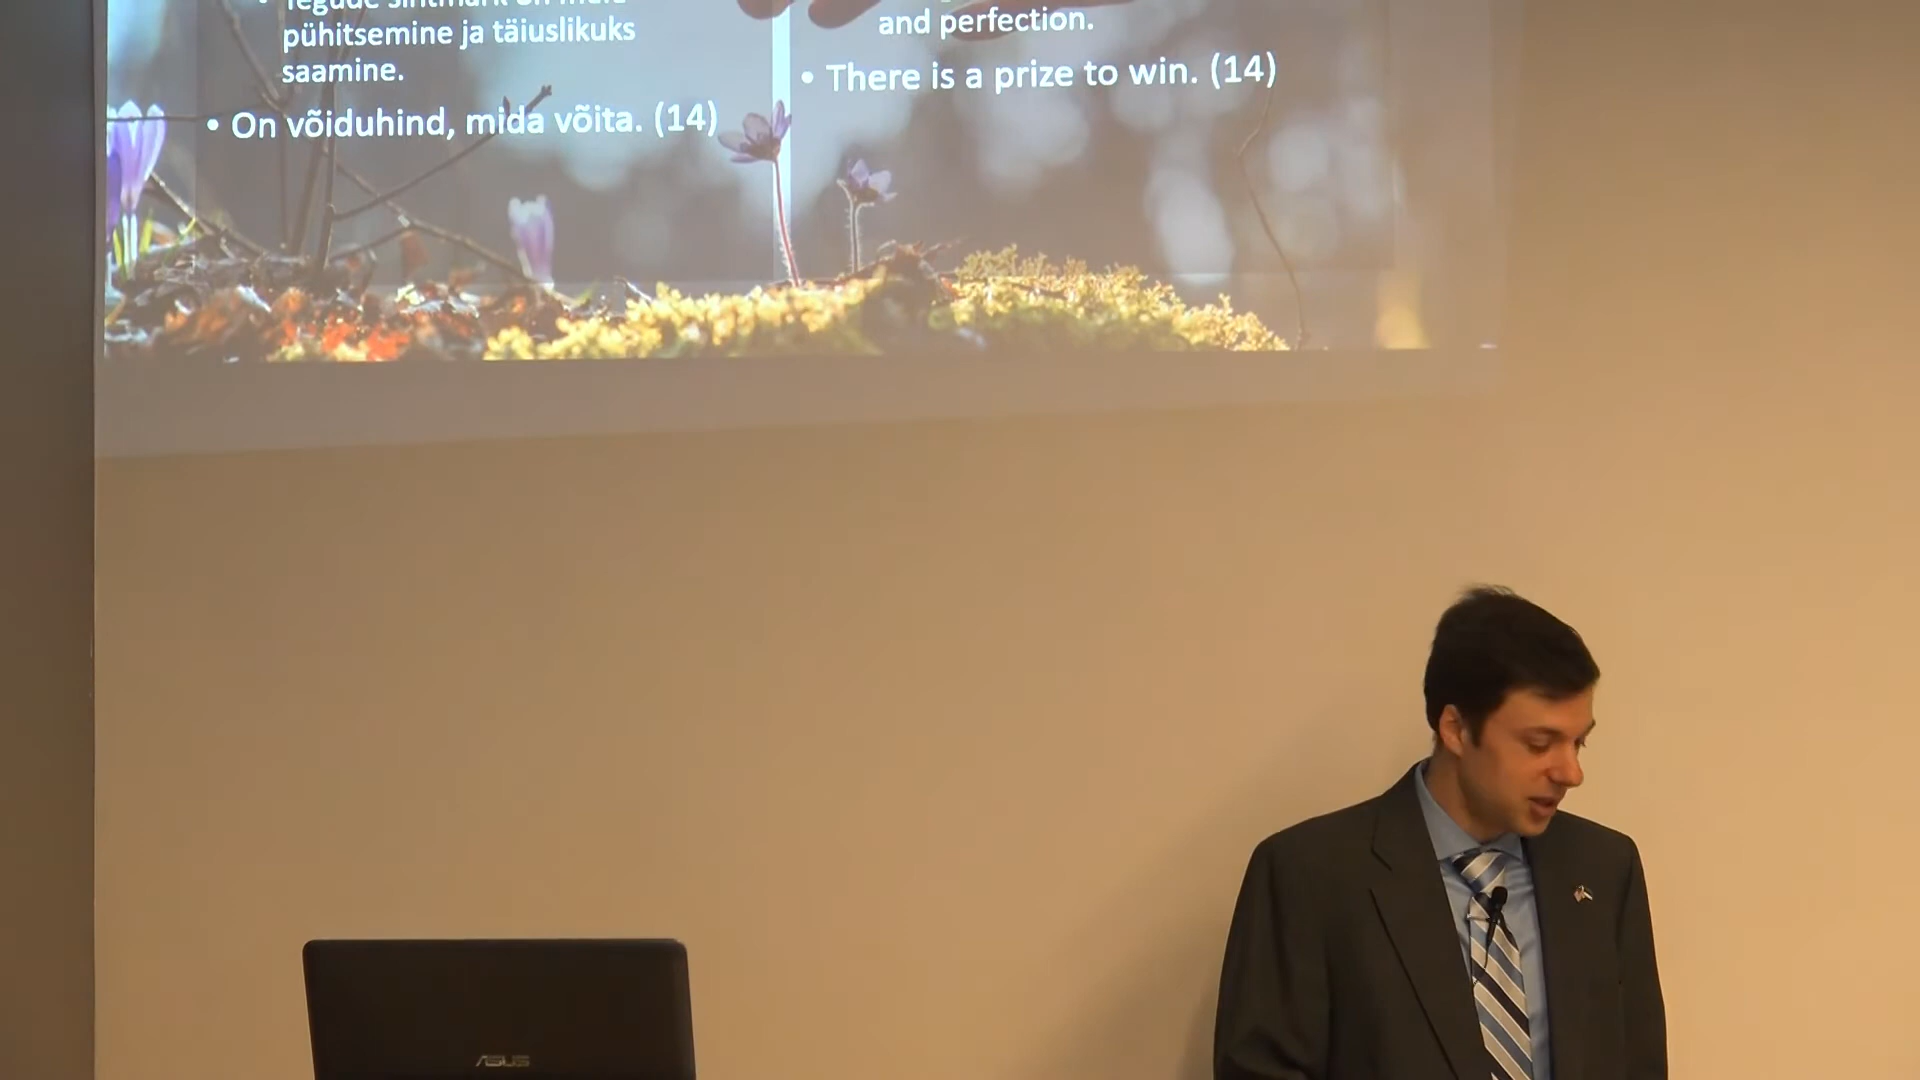 pühitsemine ja täiuslikuks
saamine.
• On võiduhind, mida võita. (14)
and perfection.
• There is a prize to win. (14)
ASUS